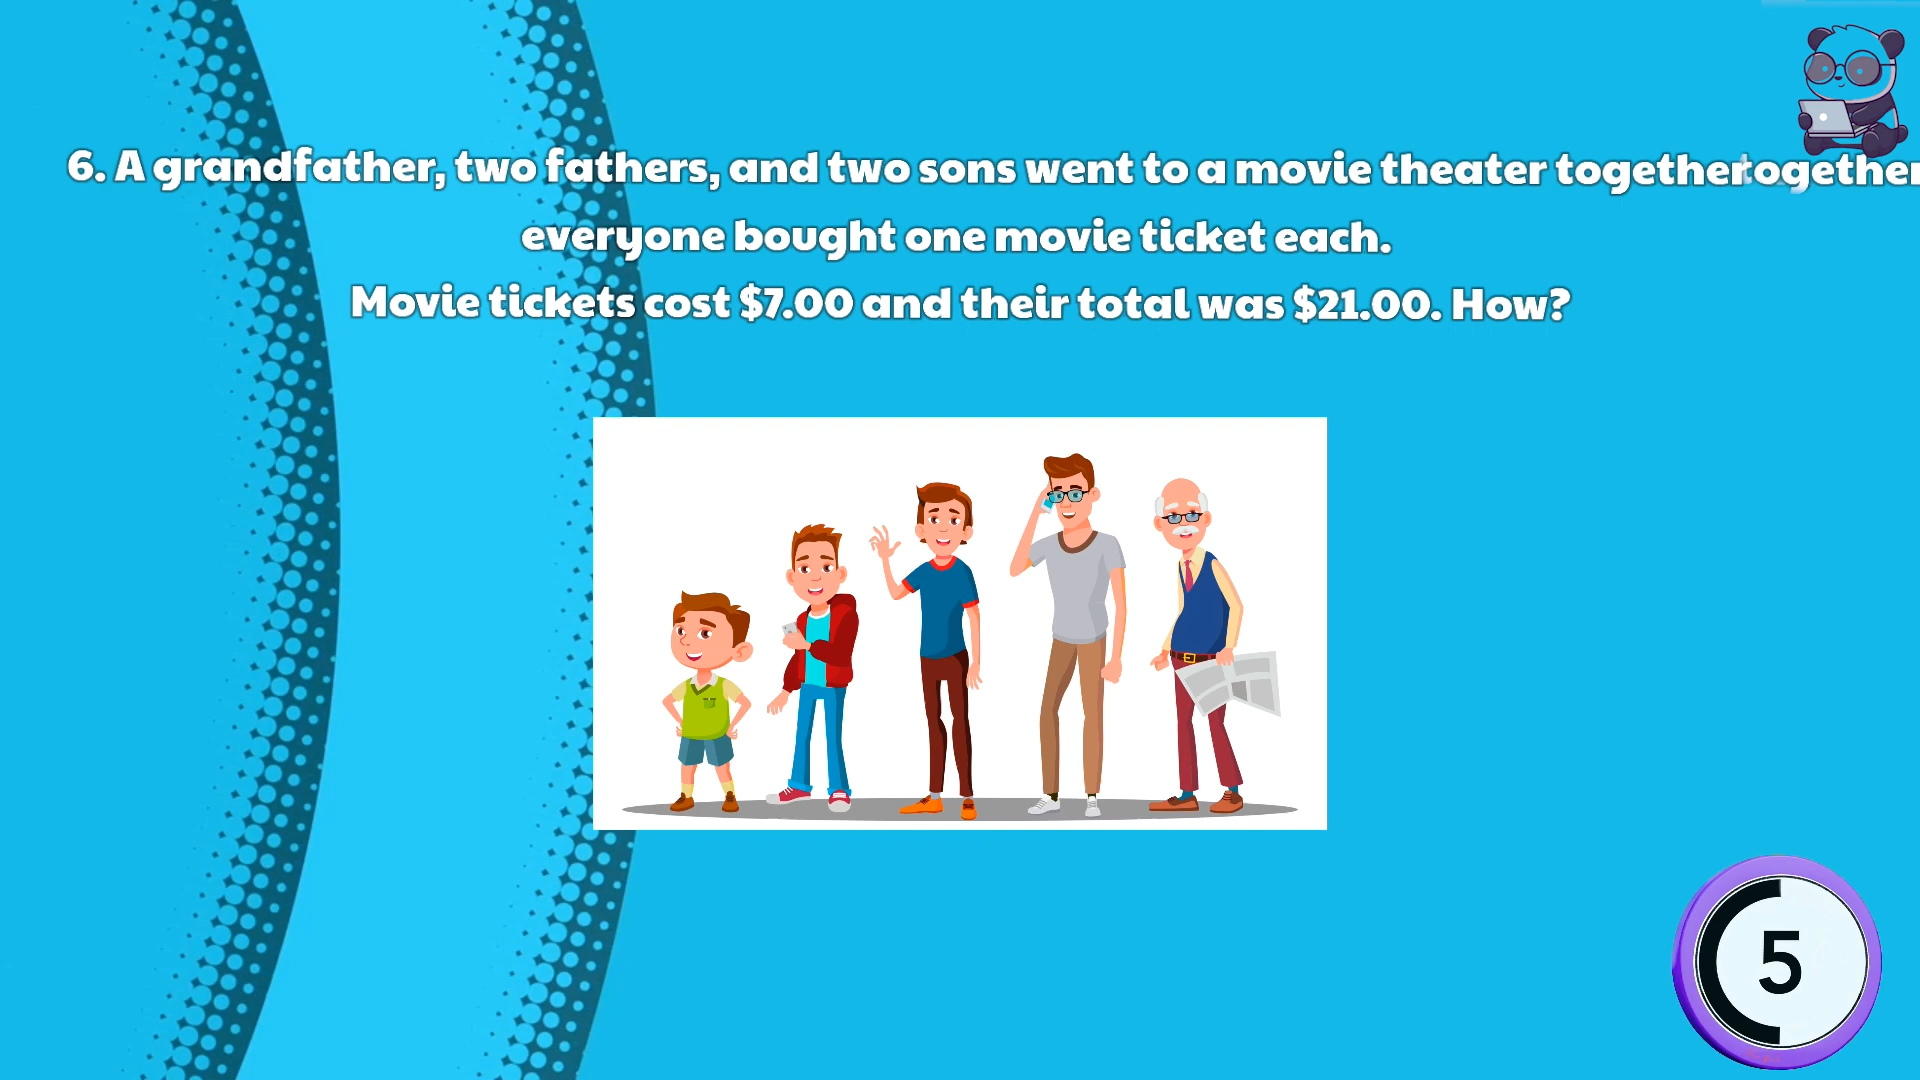 6. A grandfather, two fathers, and two sons went to a movie theater togethertogether
everyone bought one movie ticket each.
Movie tickets cost $7.00 and their total was $21.00. How?
5